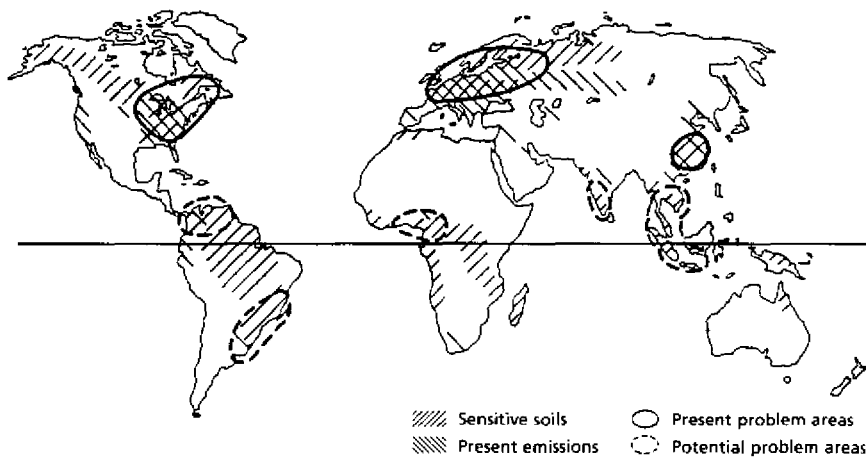 Sensitive soils
Present problem areas
Present emissions
Potential problem areas